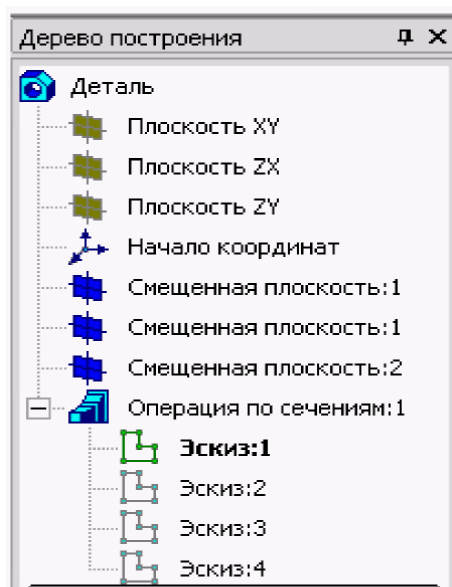 Дерево построения
Деталь
Плоскость XY
Плоскость ZX
Плоскость ZY
Начало координат
Смещенная плоскость:1
Смещенная плоскость:1
Смещенная плоскость:2
Операция по сечениям:1
Эскиз:1
Эскиз:2
Эскиз:3
Эскиз:4